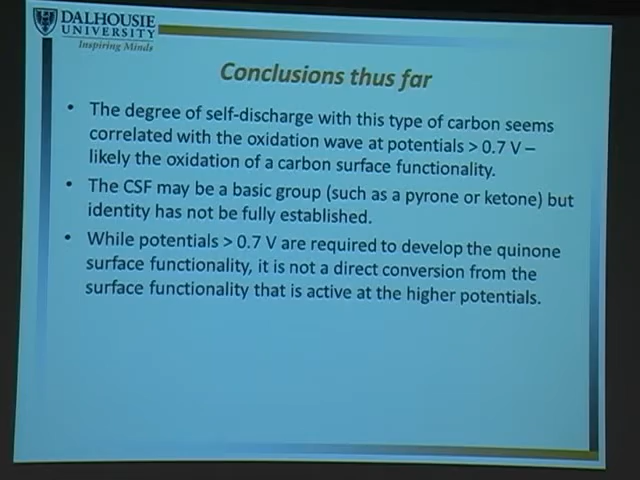 DALHOUSIE
UNIVERSITY
Inspiring Minds
Conclusions thus far
• The degree of self-discharge with this type of carbon seems
correlated with the oxidation wave at potentials > 0.7 V –
likely the oxidation of a carbon surface functionality.
• The CSF may be a basic group (such as a pyrone or ketone) but
identity has not be fully established.
• While potentials > 0.7 V are required to develop the quinone
surface functionality, it is not a direct conversion from the
surface functionality that is active at the higher potentials.